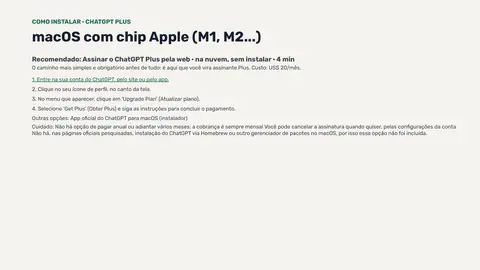 COMO INSTALAR · CHATGPT PLUS
macOS com chip Apple (M1, M2...)
Recomendado: Assinar o ChatGPT Plus pela web · na nuvem, sem instalar · 4 min
O caminho mais simples e obrigatório antes de tudo: é aqui que você vira assinante Plus. Custo: US$ 20/mês.
1. Entre na sua conta do ChatGPT, pelo site ou pelo app.
2. Clique no seu ícone de perfil, no canto da tela.
3. No menu que aparecer, clique em 'Upgrade Plan' (Atualizar plano).
4. Selecione 'Get Plus' (Obter Plus) e siga as instruções para concluir o pagamento.
Outras opções: App oficial do ChatGPT para macOS (instalador)
Cuidado: Não há opção de pagar anual ou adiantar vários meses: a cobrança é sempre mensal Você pode cancelar a assinatura quando quiser, pelas configurações da conta
Não há, nas páginas oficiais pesquisadas, instalação do ChatGPT via Homebrew ou outro gerenciador de pacotes no macOS, por isso essa opção não foi incluída.